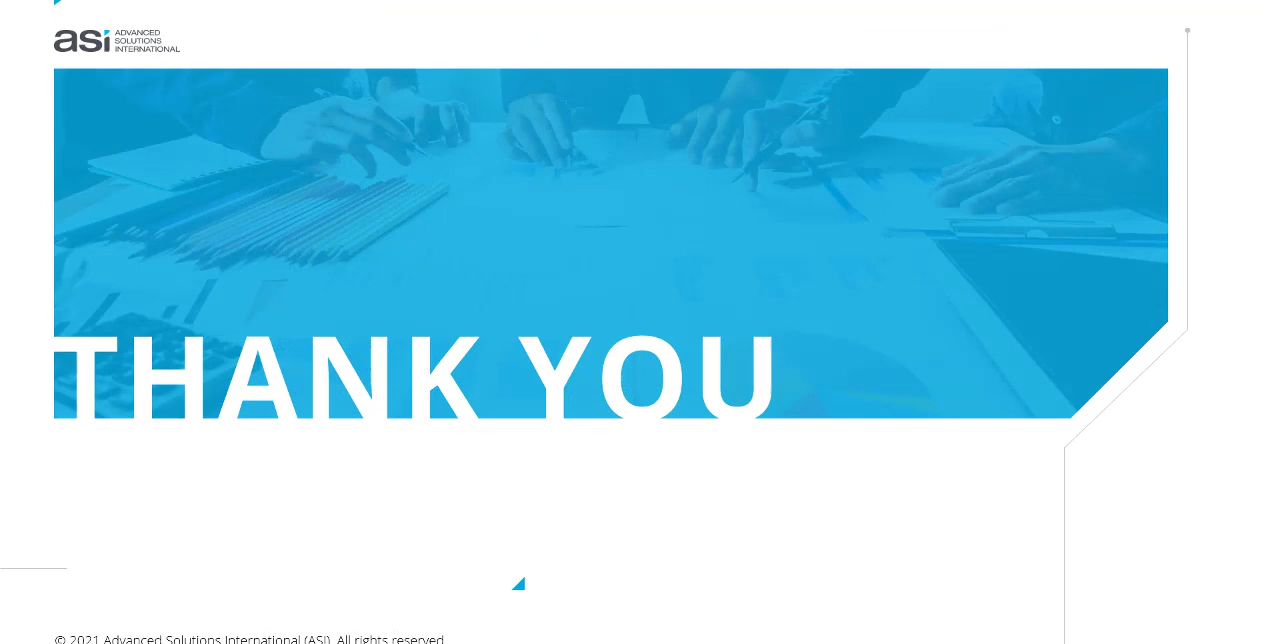 asi ADVANCED
SOLUTIONS
INTERNATIONAL
THANK YOU
© 2021 Advanced Solutions International (ASI). All rights reserved